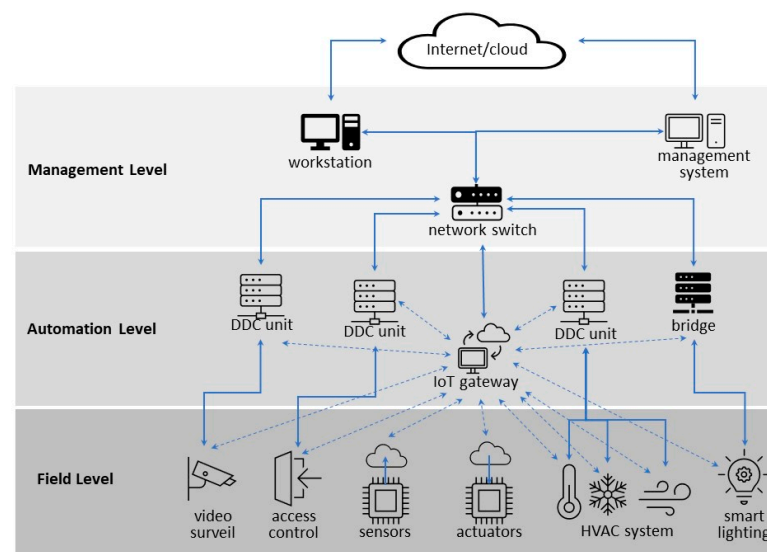 Internet/cloud
workstation
management
system
Management Level
network switch
DDC unit
DDC unit
DDC unit
bridge
Automation Level
IoT gateway
Field Level
video
surveil
access
control
sensors
actuators
HVAC system
smart
lighting